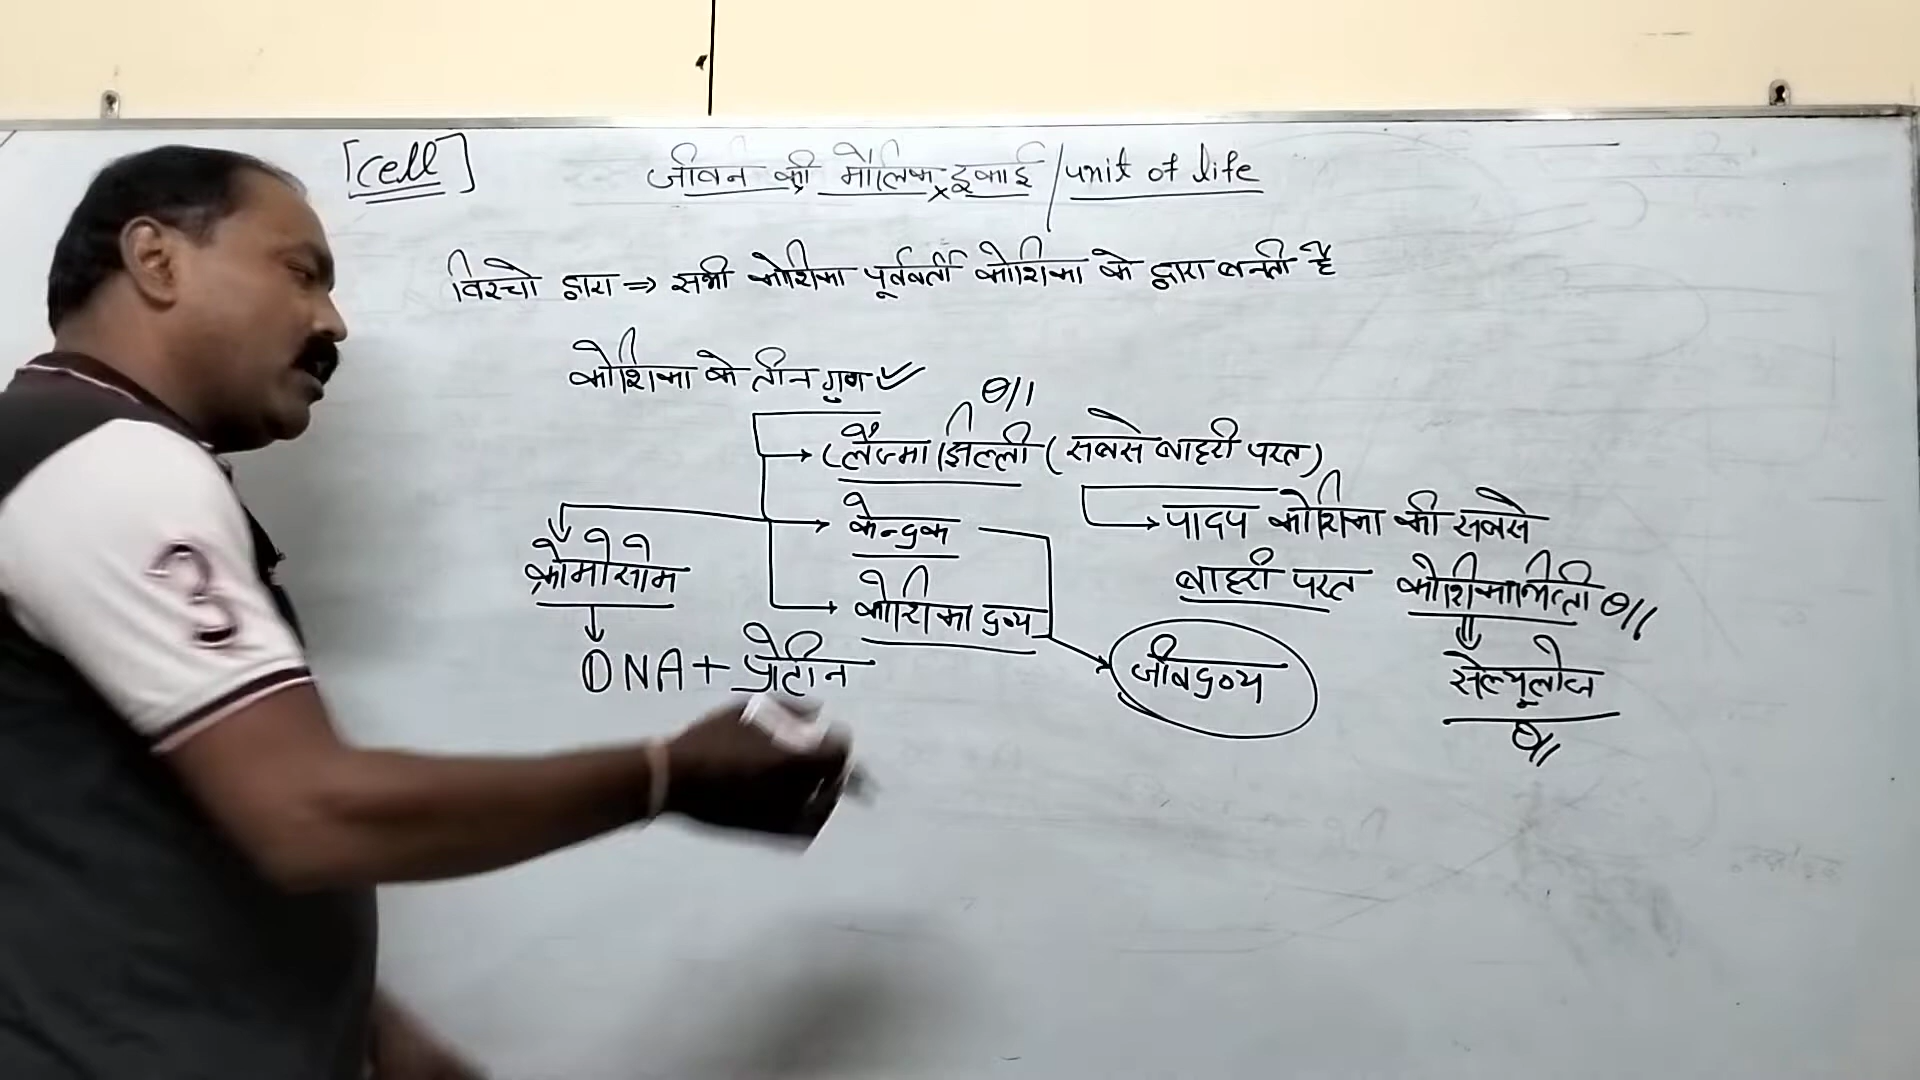 [Cell]
जीवन की मौलिक इकाई / unit of life
विरचो द्वारा ⇒ सभी कोशिका पूर्ववर्ती कोशिका के द्वारा बनती है
कोशिका के तीन गुण ✓
→ प्लैज्मा झिल्ली (सबसे बाहरी परत)
→ केन्द्रक → पादप कोशिका की सबसे
क्रोमोसोम → कोशिका द्रव्य बाहरी परत कोशिकाभित्ती
DNA + प्रोटीन → जीवद्रव्य सेल्यूलोज
3